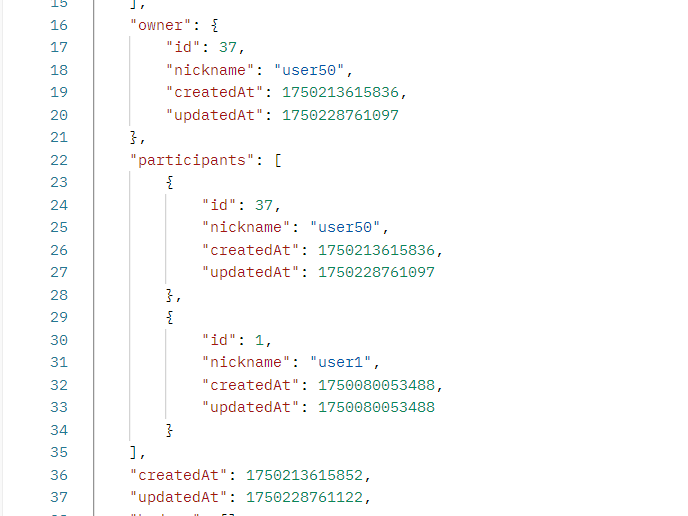 15 ],
16 "owner": {
17 "id": 37,
18 "nickname": "user50",
19 "createdAt": 1750213615836,
20 "updatedAt": 1750228761097
21 },
22 "participants": [
23 {
24 "id": 37,
25 "nickname": "user50",
26 "createdAt": 1750213615836,
27 "updatedAt": 1750228761097
28 },
29 {
30 "id": 1,
31 "nickname": "user1",
32 "createdAt": 1750080053488,
33 "updatedAt": 1750080053488
34 }
35 ],
36 "createdAt": 1750213615852,
37 "updatedAt": 1750228761122,